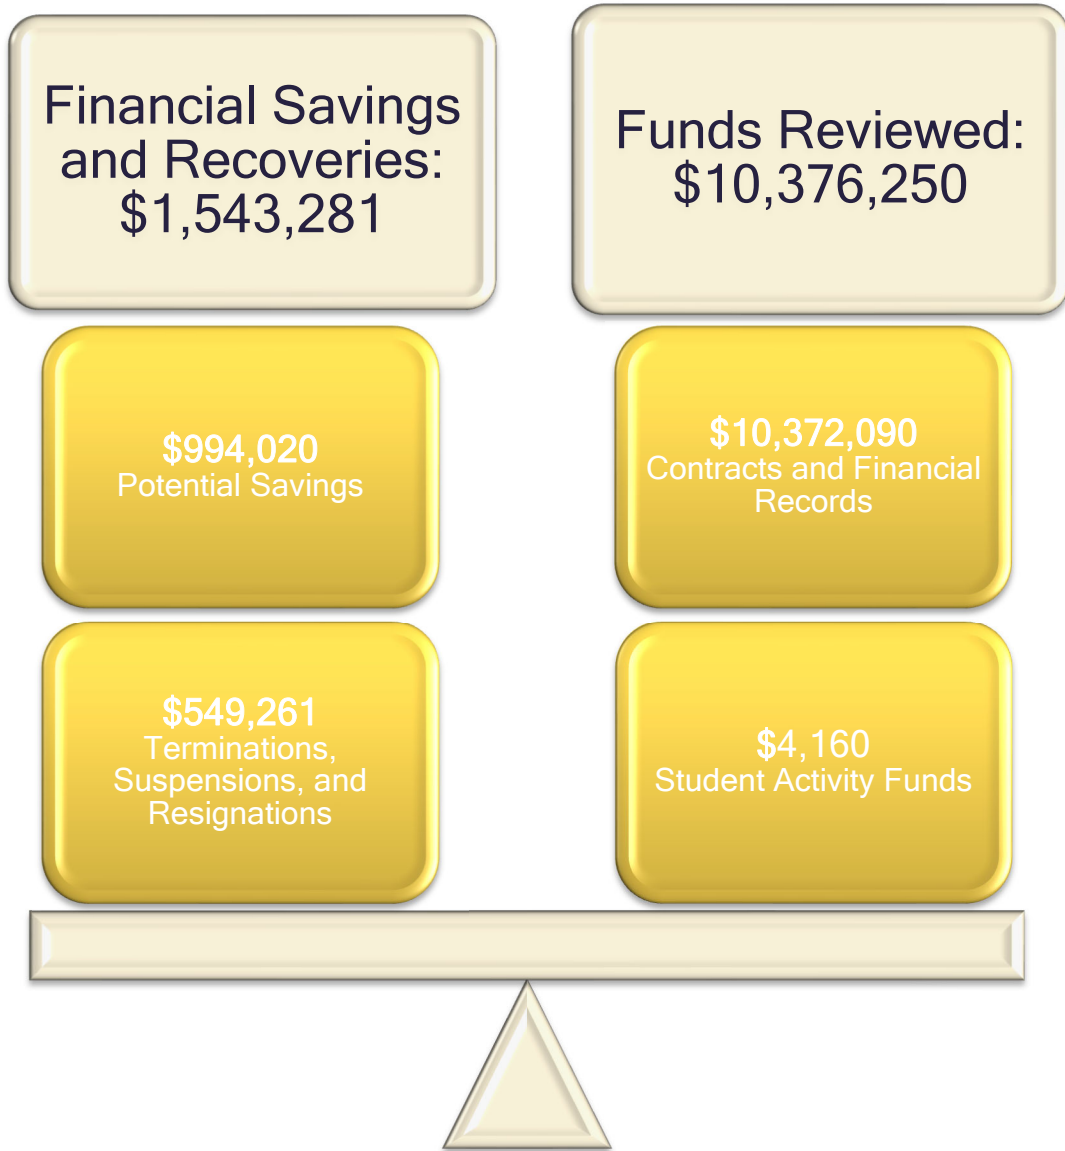 Financial Savings
and Recoveries:
$1,543,281
Funds Reviewed:
$10,376,250
$994,020
Potential Savings
$10,372,090
Contracts and Financial
Records
$549,261
Terminations,
Suspensions, and
Resignations
$4,160
Student Activity Funds